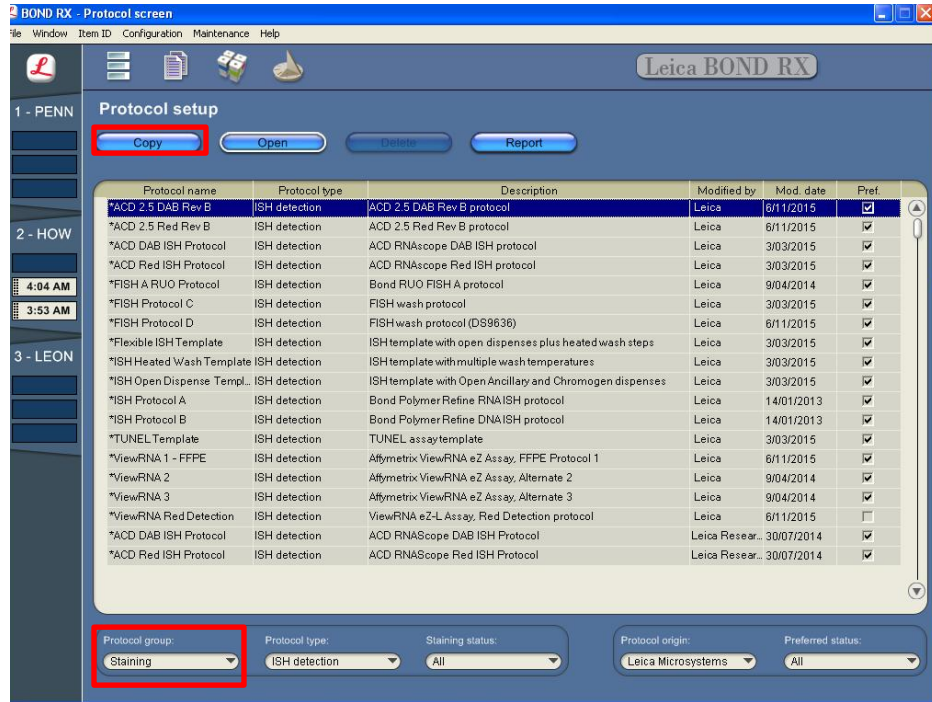 BOND RX - Protocol screen
File Window Item ID Configuration Maintenance Help
Leica BOND RX
1 - PENN
2 - HOW
4:04 AM
3:53 AM
3 - LEON
Protocol setup
Copy Open Delete Report
Protocol name Protocol type Description Modified by Mod. date Pref.
*ACD 2.5 DAB Rev B ISH detection ACD 2.5 DAB Rev B protocol Leica 6/11/2015
*ACD 2.5 Red Rev B ISH detection ACD 2.5 Red Rev B protocol Leica 6/11/2015
*ACD DAB ISH Protocol ISH detection ACD RNAscope DAB ISH protocol Leica 3/03/2015
*ACD Red ISH Protocol ISH detection ACD RNAscope Red ISH protocol Leica 3/03/2015
*FISH A RUO Protocol ISH detection Bond RUO FISH A protocol Leica 9/04/2014
*FISH Protocol C ISH detection FISH wash protocol Leica 3/03/2015
*FISH Protocol D ISH detection FISH wash protocol (DS9636) Leica 6/11/2015
*Flexible ISH Template ISH detection ISH template with open dispenses plus heated wash steps Leica 3/03/2015
*ISH Heated Wash Template ISH detection ISH template with multiple wash temperatures Leica 3/03/2015
*ISH Open Dispense Templ... ISH detection ISH template with Open Ancillary and Chromogen dispenses Leica 3/03/2015
*ISH Protocol A ISH detection Bond Polymer Refine RNA ISH protocol Leica 14/01/2013
*ISH Protocol B ISH detection Bond Polymer Refine DNA ISH protocol Leica 14/01/2013
*TUNEL Template ISH detection TUNEL assay template Leica 3/03/2015
*ViewRNA 1 - FFPE ISH detection Affymetrix ViewRNA eZ Assay, FFPE Protocol 1 Leica 6/11/2015
*ViewRNA 2 ISH detection Affymetrix ViewRNA eZ Assay, Alternate 2 Leica 9/04/2014
*ViewRNA 3 ISH detection Affymetrix ViewRNA eZ Assay, Alternate 3 Leica 9/04/2014
*ViewRNA Red Detection ISH detection ViewRNA eZ-L Assay, Red Detection protocol Leica 6/11/2015
*ACD DAB ISH Protocol ISH detection ACD RNAScope DAB ISH Protocol Leica Resear... 30/07/2014
*ACD Red ISH Protocol ISH detection ACD RNAScope Red ISH Protocol Leica Resear... 30/07/2014
Protocol group: Protocol type: Staining status: Protocol origin: Preferred status:
Staining ISH detection All Leica Microsystems All